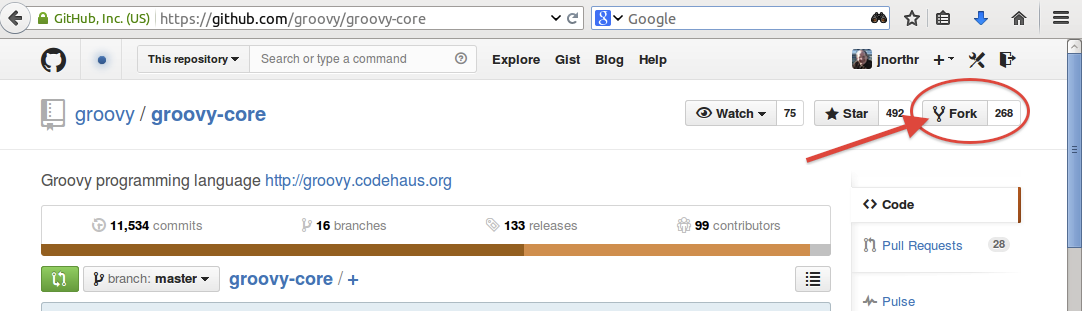 GitHub, Inc. (US) https://github.com/groovy/groovy-core Google
This repository Search or type a command Explore Gist Blog Help jnorthr
groovy / groovy-core Watch 75 Star 492 Fork 268
Groovy programming language http://groovy.codehaus.org
11,534 commits 16 branches 133 releases 99 contributors
Code
Pull Requests 28
branch: master groovy-core / +
Pulse